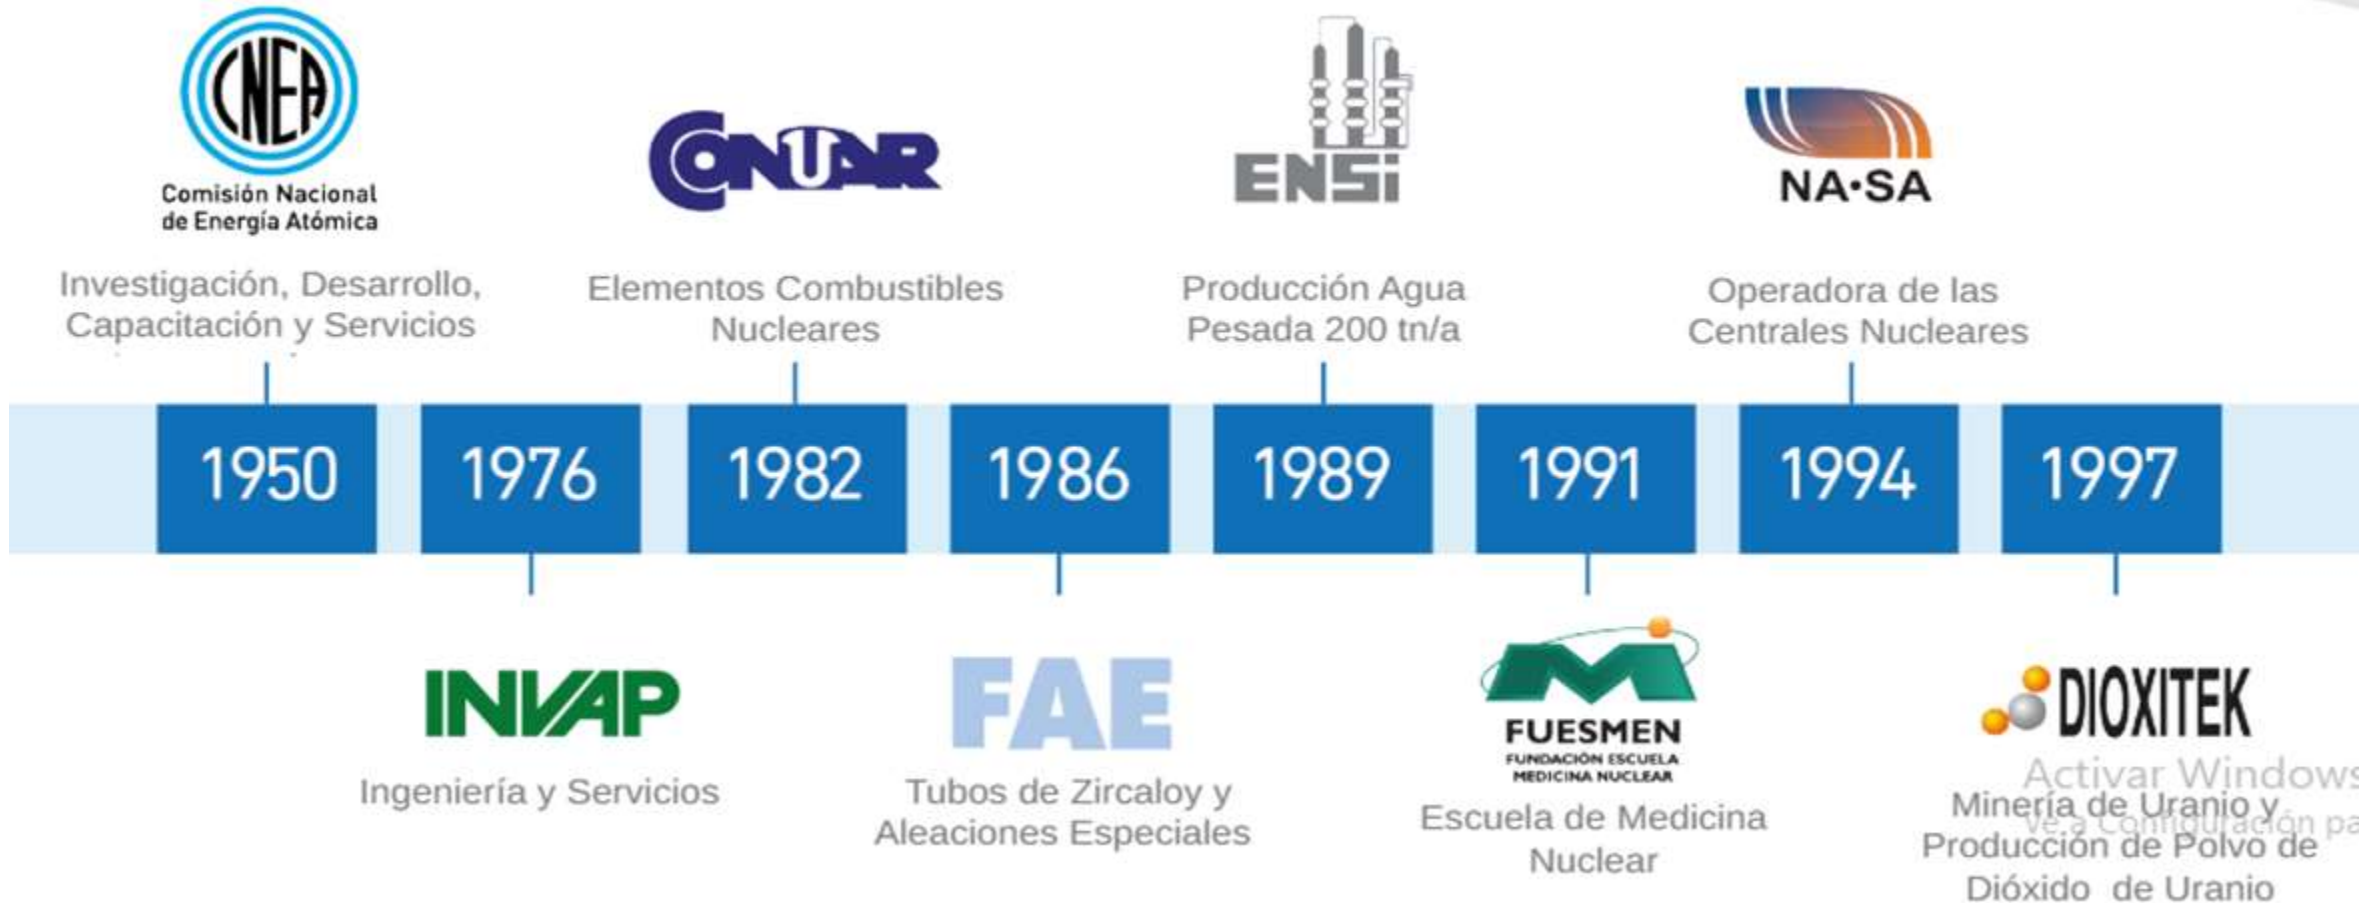 CNEA
Comisión Nacional
de Energía Atómica
Investigación, Desarrollo,
Capacitación y Servicios
CONUAR
Elementos Combustibles
Nucleares
ENSi
Producción Agua
Pesada 200 tn/a
NA•SA
Operadora de las
Centrales Nucleares
1950
1976
1982
1986
1989
1991
1994
1997
INVAP
Ingeniería y Servicios
FAE
Tubos de Zircaloy y
Aleaciones Especiales
FUESMEN
FUNDACIÓN ESCUELA
MEDICINA NUCLEAR
Escuela de Medicina
Nuclear
DIOXITEK
Activar Windows
Minería de Uranio y
Ve a Configuración pa
Producción de Polvo de
Dióxido de Uranio